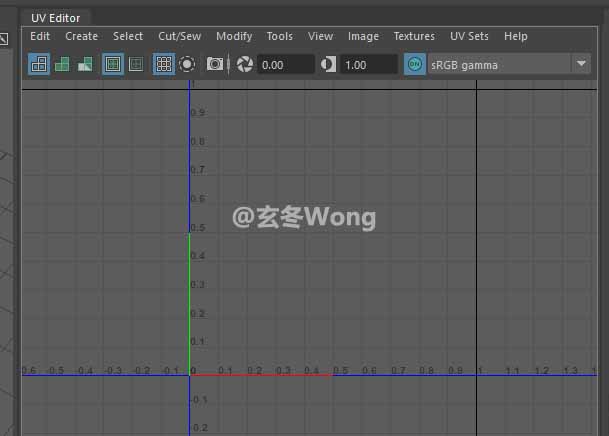 UV Editor
Edit Create Select Cut/Sew Modify Tools View Image Textures UV Sets Help
0.00 1.00 ON sRGB gamma
1
0.9
0.8
0.7
0.6
@玄冬Wong
0.5
0.4
0.3
0.2
0.1
0.6 -0.5 -0.4 -0.3 -0.2 -0.1 0 0.1 0.2 0.3 0.4 0.5 0.6 0.7 0.8 0.9 1 1.1 1.2 1.3 1
-0.1
-0.2